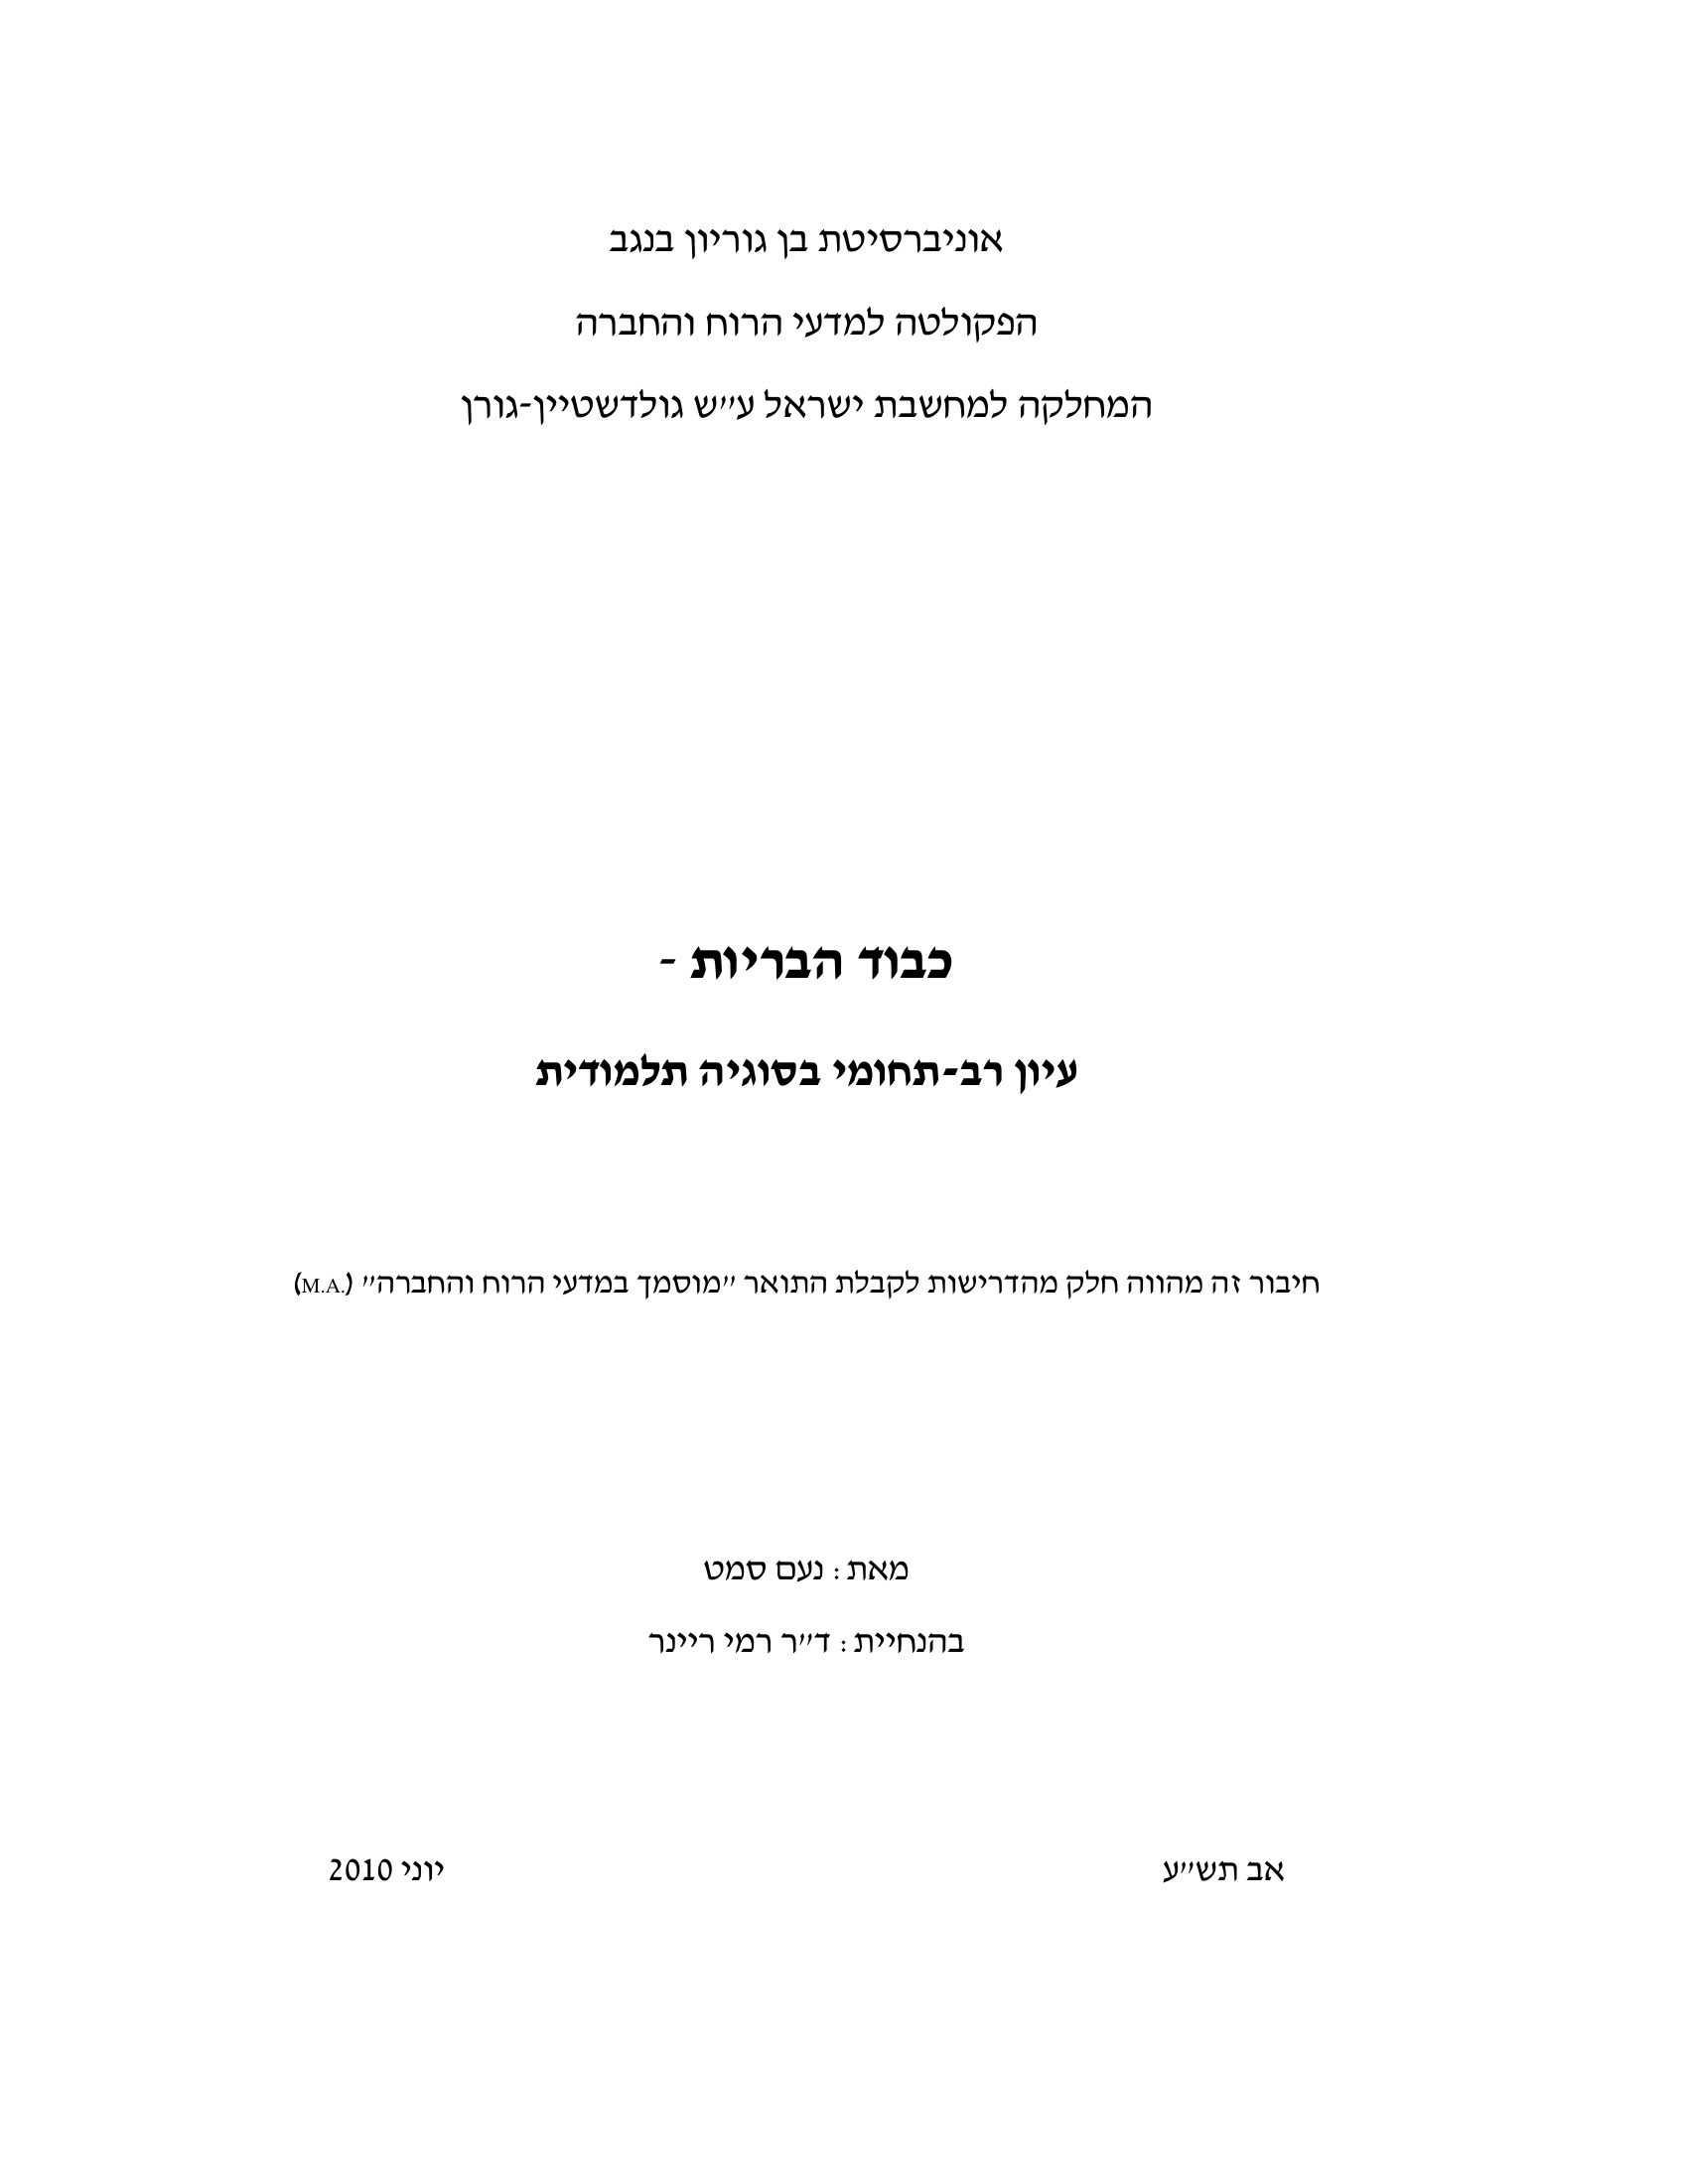 אוניברסיטת בן גוריון בנגב
הפקולטה למדעי הרוח והחברה
המחלקה למחשבת ישראל ע״ש גולדשטיין-גורן
כבוד הבריות -
עיון רב-תחומי בסוגיה תלמודית
חיבור זה מהווה חלק מהדרישות לקבלת התואר ״מוסמך במדעי הרוח והחברה״ (M.A.)
מאת: נעם סמט
בהנחיית: ד״ר רמי ריינר
אב תש״ע יוני 2010